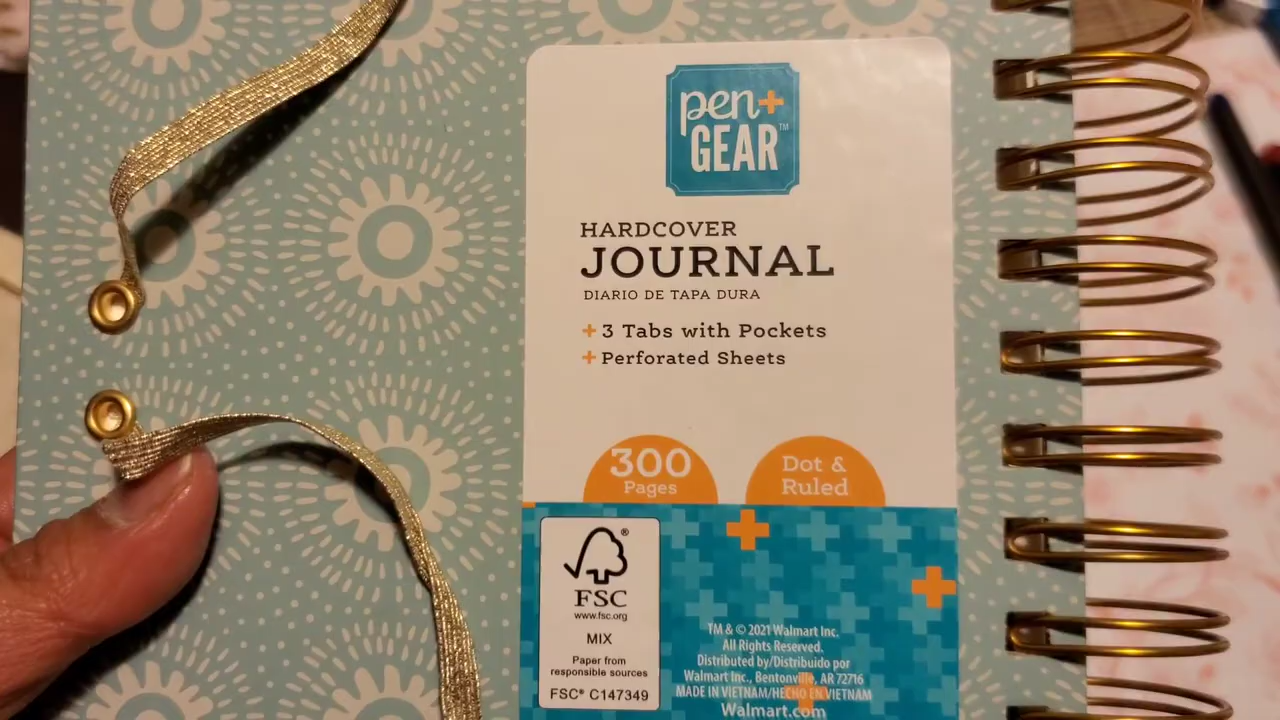 pen+
GEAR™
HARDCOVER
JOURNAL
DIARIO DE TAPA DURA
+ 3 Tabs with Pockets
+ Perforated Sheets
300
Pages
Dot &
Ruled
®
FSC
www.fsc.org
MIX
Paper from
responsible sources
FSC® C147349
TM & © 2021 Walmart Inc.
All Rights Reserved.
Distributed by/Distribuido por
Walmart Inc., Bentonville, AR 72716
MADE IN VIETNAM/HECHO EN VIETNAM
Walmart.com